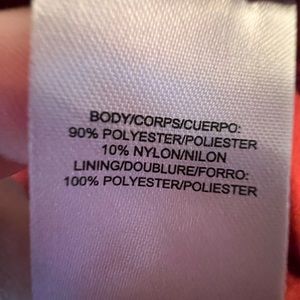 BODY/CORPS/CUERPO:
90% POLYESTER/POLIESTER
10% NYLON/NILON
LINING/DOUBLURE/FORRO:
100% POLYESTER/POLIESTER